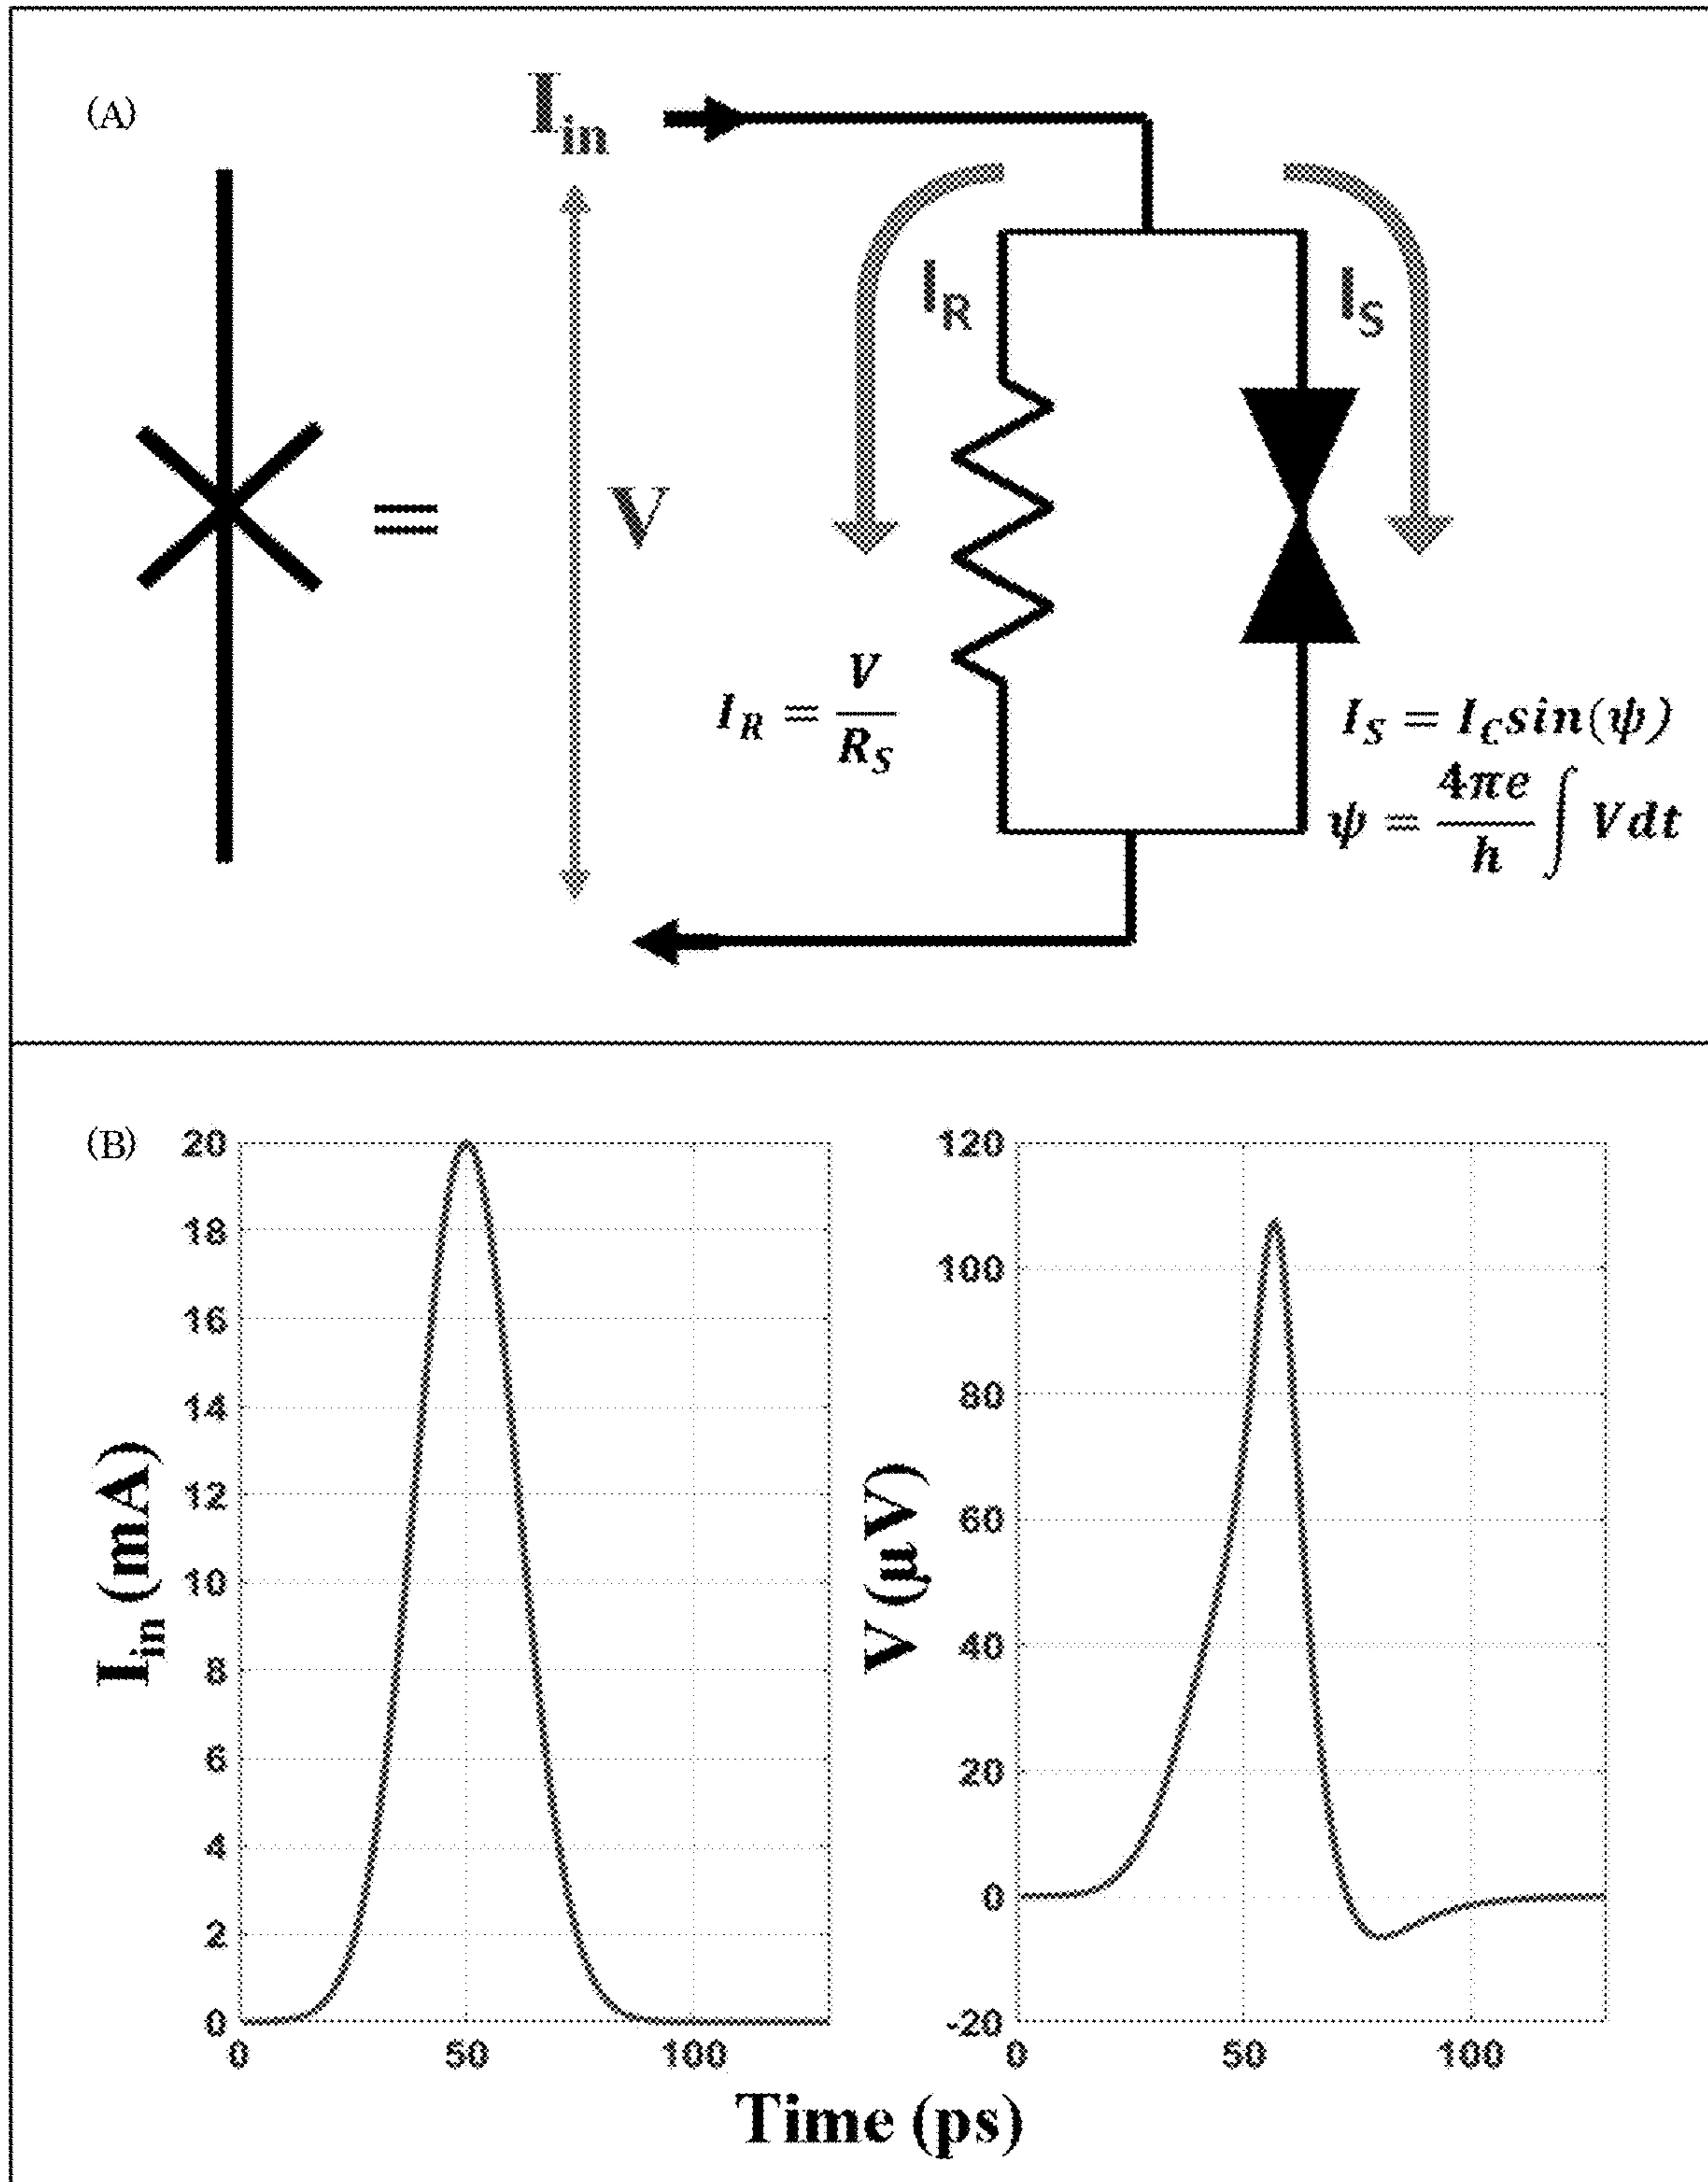 (A)
I_in
I_R
I_S
=
V
I_R = V/R_S
I_S = I_C sin(ψ)
ψ = 4πe/h ∫ Vdt
(B)
20
18
16
14
12
10
8
6
4
2
0
I_in (mA)
0 50 100
120
100
80
60
40
20
0
-20
V (μV)
0 50 100
Time (ps)